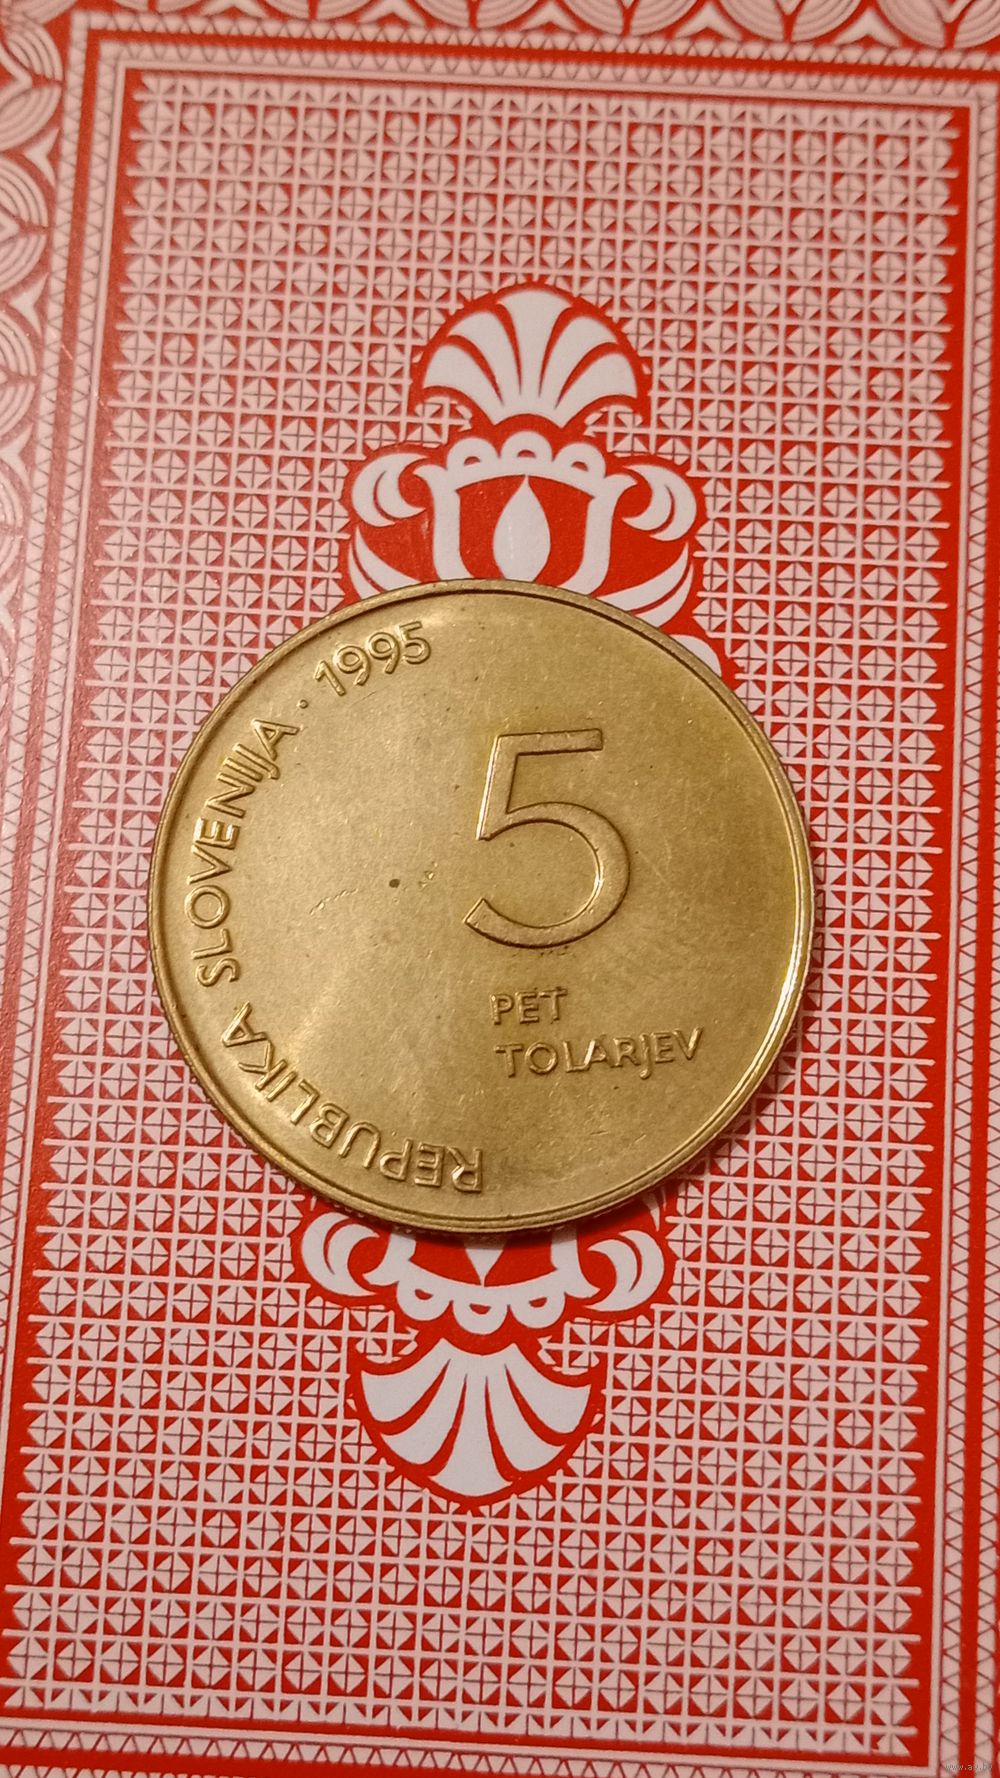 REPUBLIKA SLOVENIJA · 1995
5
PET
TOLARJEV